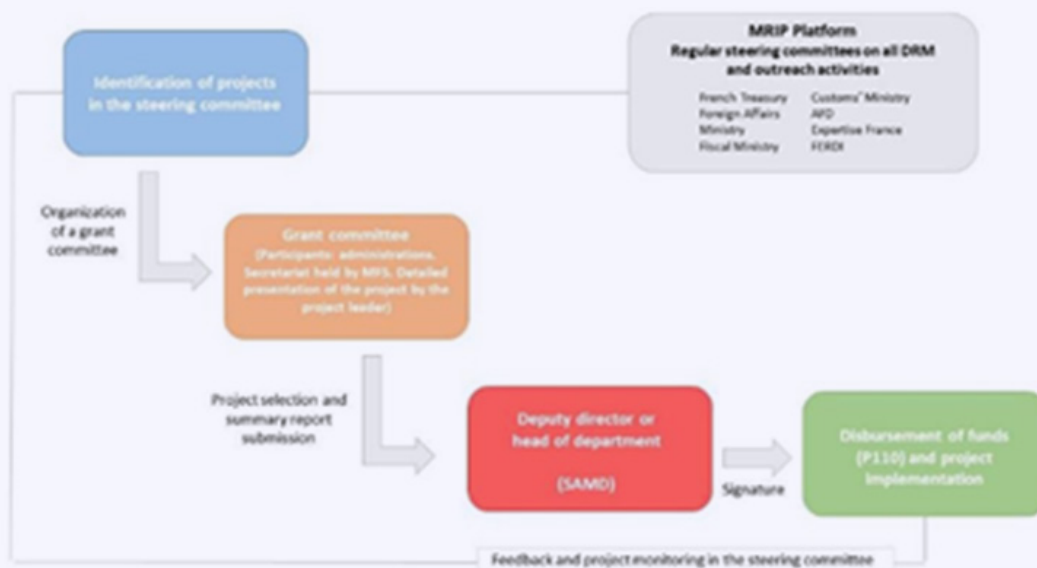 Identification of projects
in the steering committee
MRIP Platform
Regular steering committees on all DRM
and outreach activities
French Treasury
Foreign Affairs
Ministry
Fiscal Ministry
Customs' Ministry
AFD
Expertise France
FERDI
Organization
of a grant
committee
Grant committee
(Participants: administrations.
Secretariat held by MFS. Detailed
presentation of the project by the
project leader)
Project selection and
summary report
submission
Deputy director or
head of department
(SAMD)
Signature
Disbursement of funds
(P110) and project
implementation
Feedback and project monitoring in the steering committee